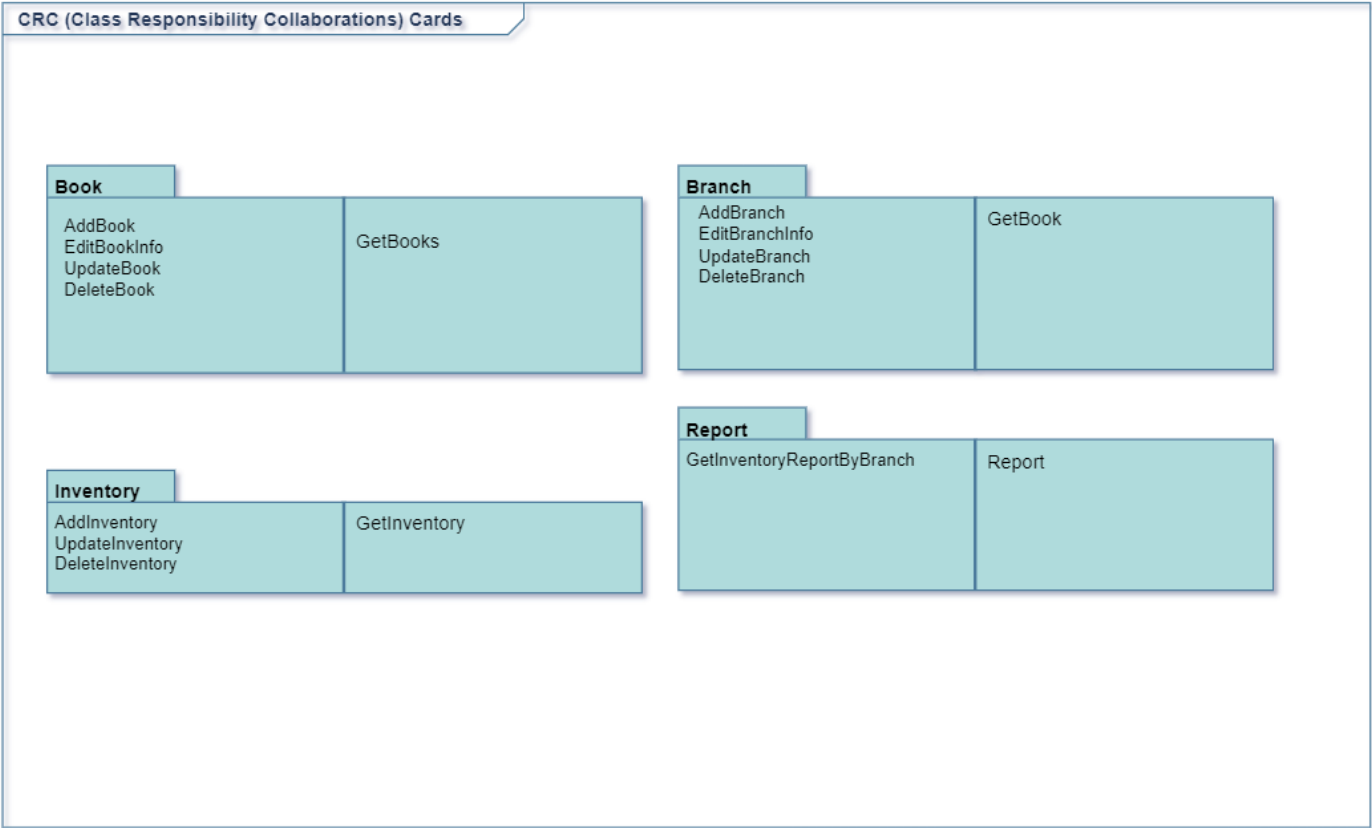 CRC (Class Responsibility Collaborations) Cards
Book
AddBook
EditBookInfo
UpdateBook
DeleteBook
GetBooks
Branch
AddBranch
EditBranchInfo
UpdateBranch
DeleteBranch
GetBook
Inventory
AddInventory
UpdateInventory
DeleteInventory
GetInventory
Report
GetInventoryReportByBranch
Report